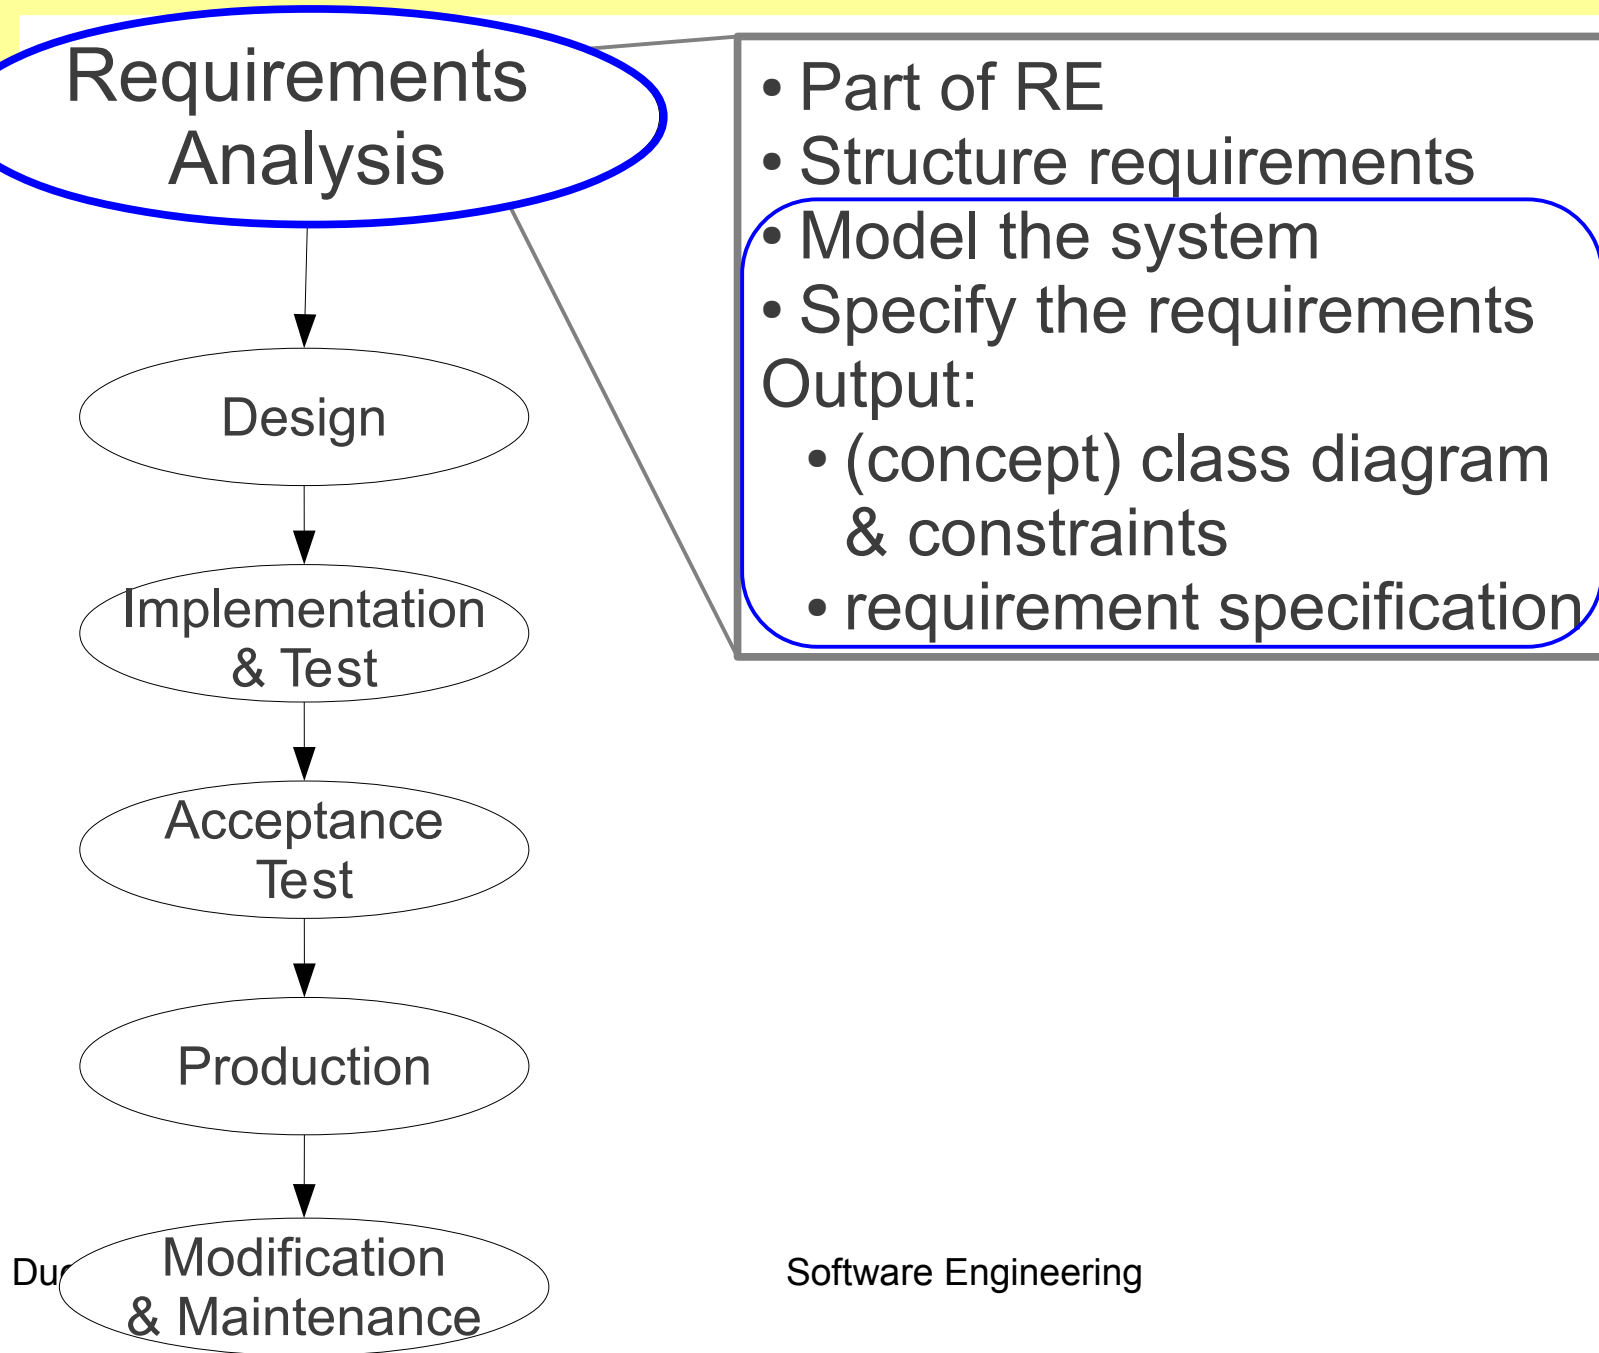 Requirements
Analysis
• Part of RE
• Structure requirements
• Model the system
• Specify the requirements
Output:
• (concept) class diagram
& constraints
• requirement specification
Design
Implementation
& Test
Acceptance
Test
Production
Modification
& Maintenance
Software Engineering